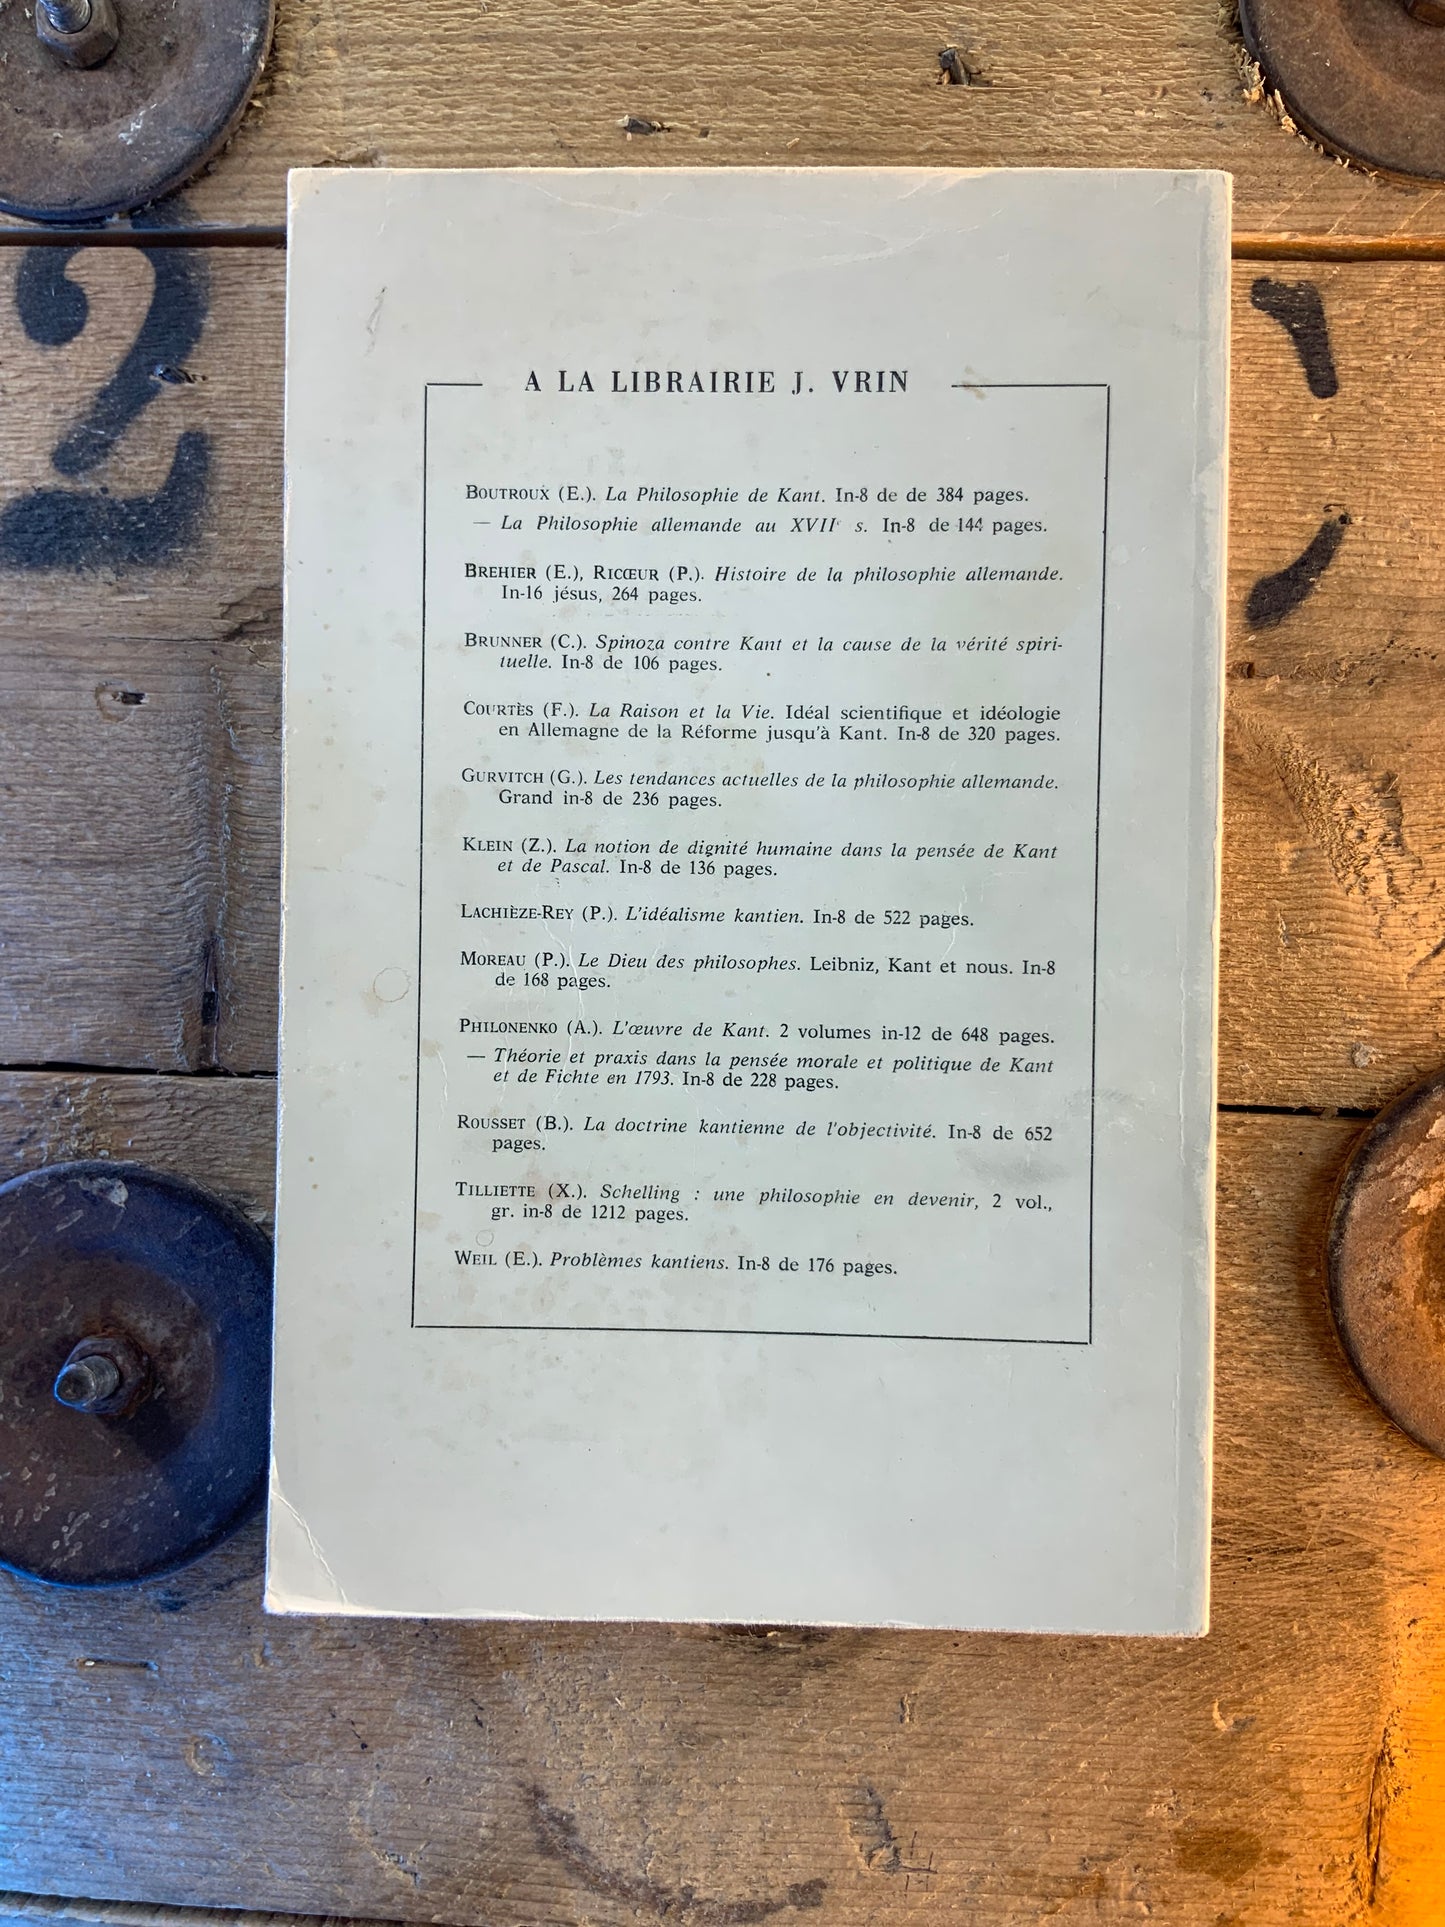 A LA LIBRAIRIE J. VRIN
BOUTROUX (E.). La Philosophie de Kant. In-8 de de 384 pages.
— La Philosophie allemande au XVIIe s. In-8 de 144 pages.
BREHIER (E.), RICŒUR (P.). Histoire de la philosophie allemande.
In-16 jésus, 264 pages.
BRUNNER (C.). Spinoza contre Kant et la cause de la vérité spiri-
tuelle. In-8 de 106 pages.
COURTÈS (F.). La Raison et la Vie. Idéal scientifique et idéologie
en Allemagne de la Réforme jusqu'à Kant. In-8 de 320 pages.
GURVITCH (G.). Les tendances actuelles de la philosophie allemande.
Grand in-8 de 236 pages.
KLEIN (Z.). La notion de dignité humaine dans la pensée de Kant
et de Pascal. In-8 de 136 pages.
LACHIÈZE-REY (P.). L'idéalisme kantien. In-8 de 522 pages.
MOREAU (P.). Le Dieu des philosophes. Leibniz, Kant et nous. In-8
de 168 pages.
PHILONENKO (A.). L'œuvre de Kant. 2 volumes in-12 de 648 pages.
— Théorie et praxis dans la pensée morale et politique de Kant
et de Fichte en 1793. In-8 de 228 pages.
ROUSSET (B.). La doctrine kantienne de l'objectivité. In-8 de 652
pages.
TILLIETTE (X.). Schelling : une philosophie en devenir, 2 vol.,
gr. in-8 de 1212 pages.
WEIL (E.). Problèmes kantiens. In-8 de 176 pages.
2